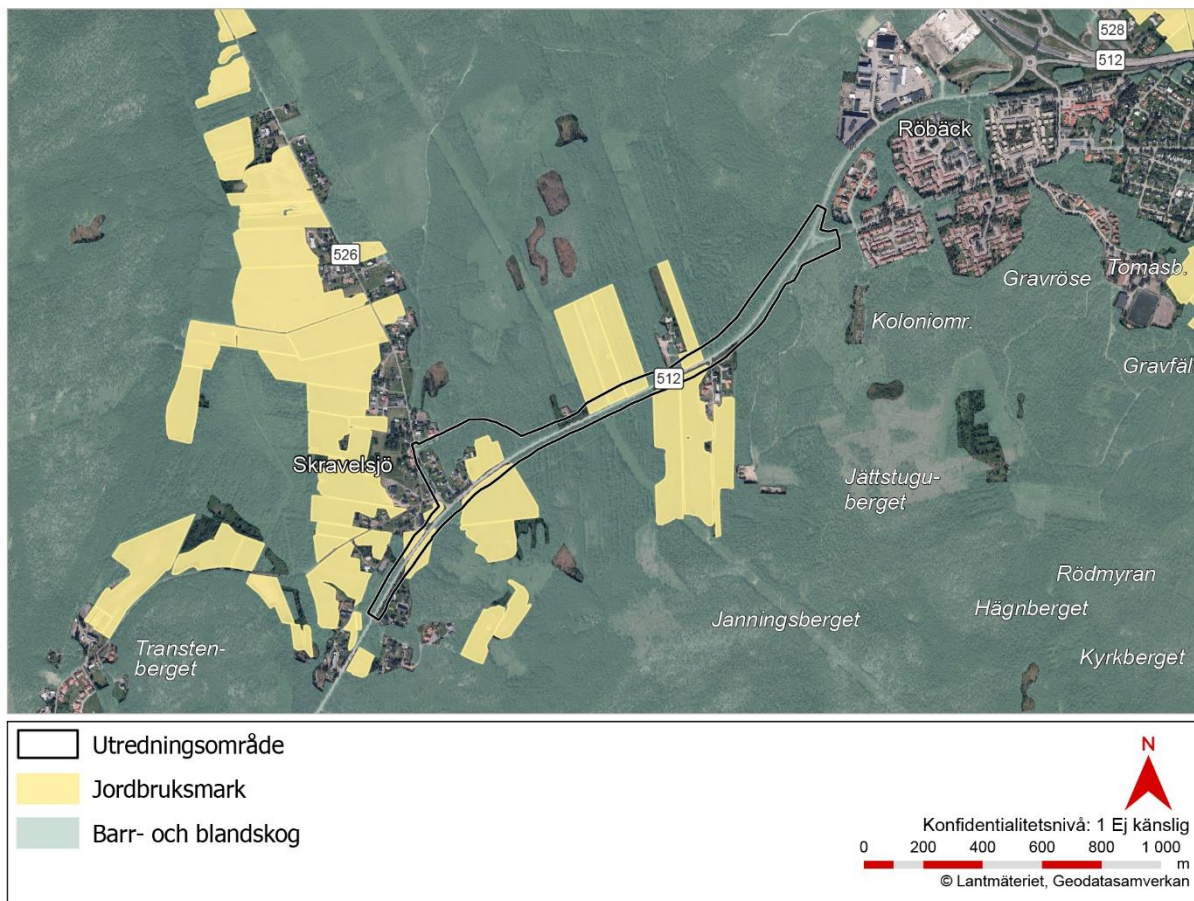 528
512
Röbäck
526
Gravröse
Tomasb.
Koloniomr.
Gravfäl
512
Skravelsjö
Jättstugu-
berget
Rödmyran
Hägnberget
Janningsberget
Transten-
berget
Kyrkberget
Utredningsområde
Jordbruksmark
Barr- och blandskog
N
Konfidentialitetsnivå: 1 Ej känslig
0 200 400 600 800 1 000
m
© Lantmäteriet, Geodatasamverkan